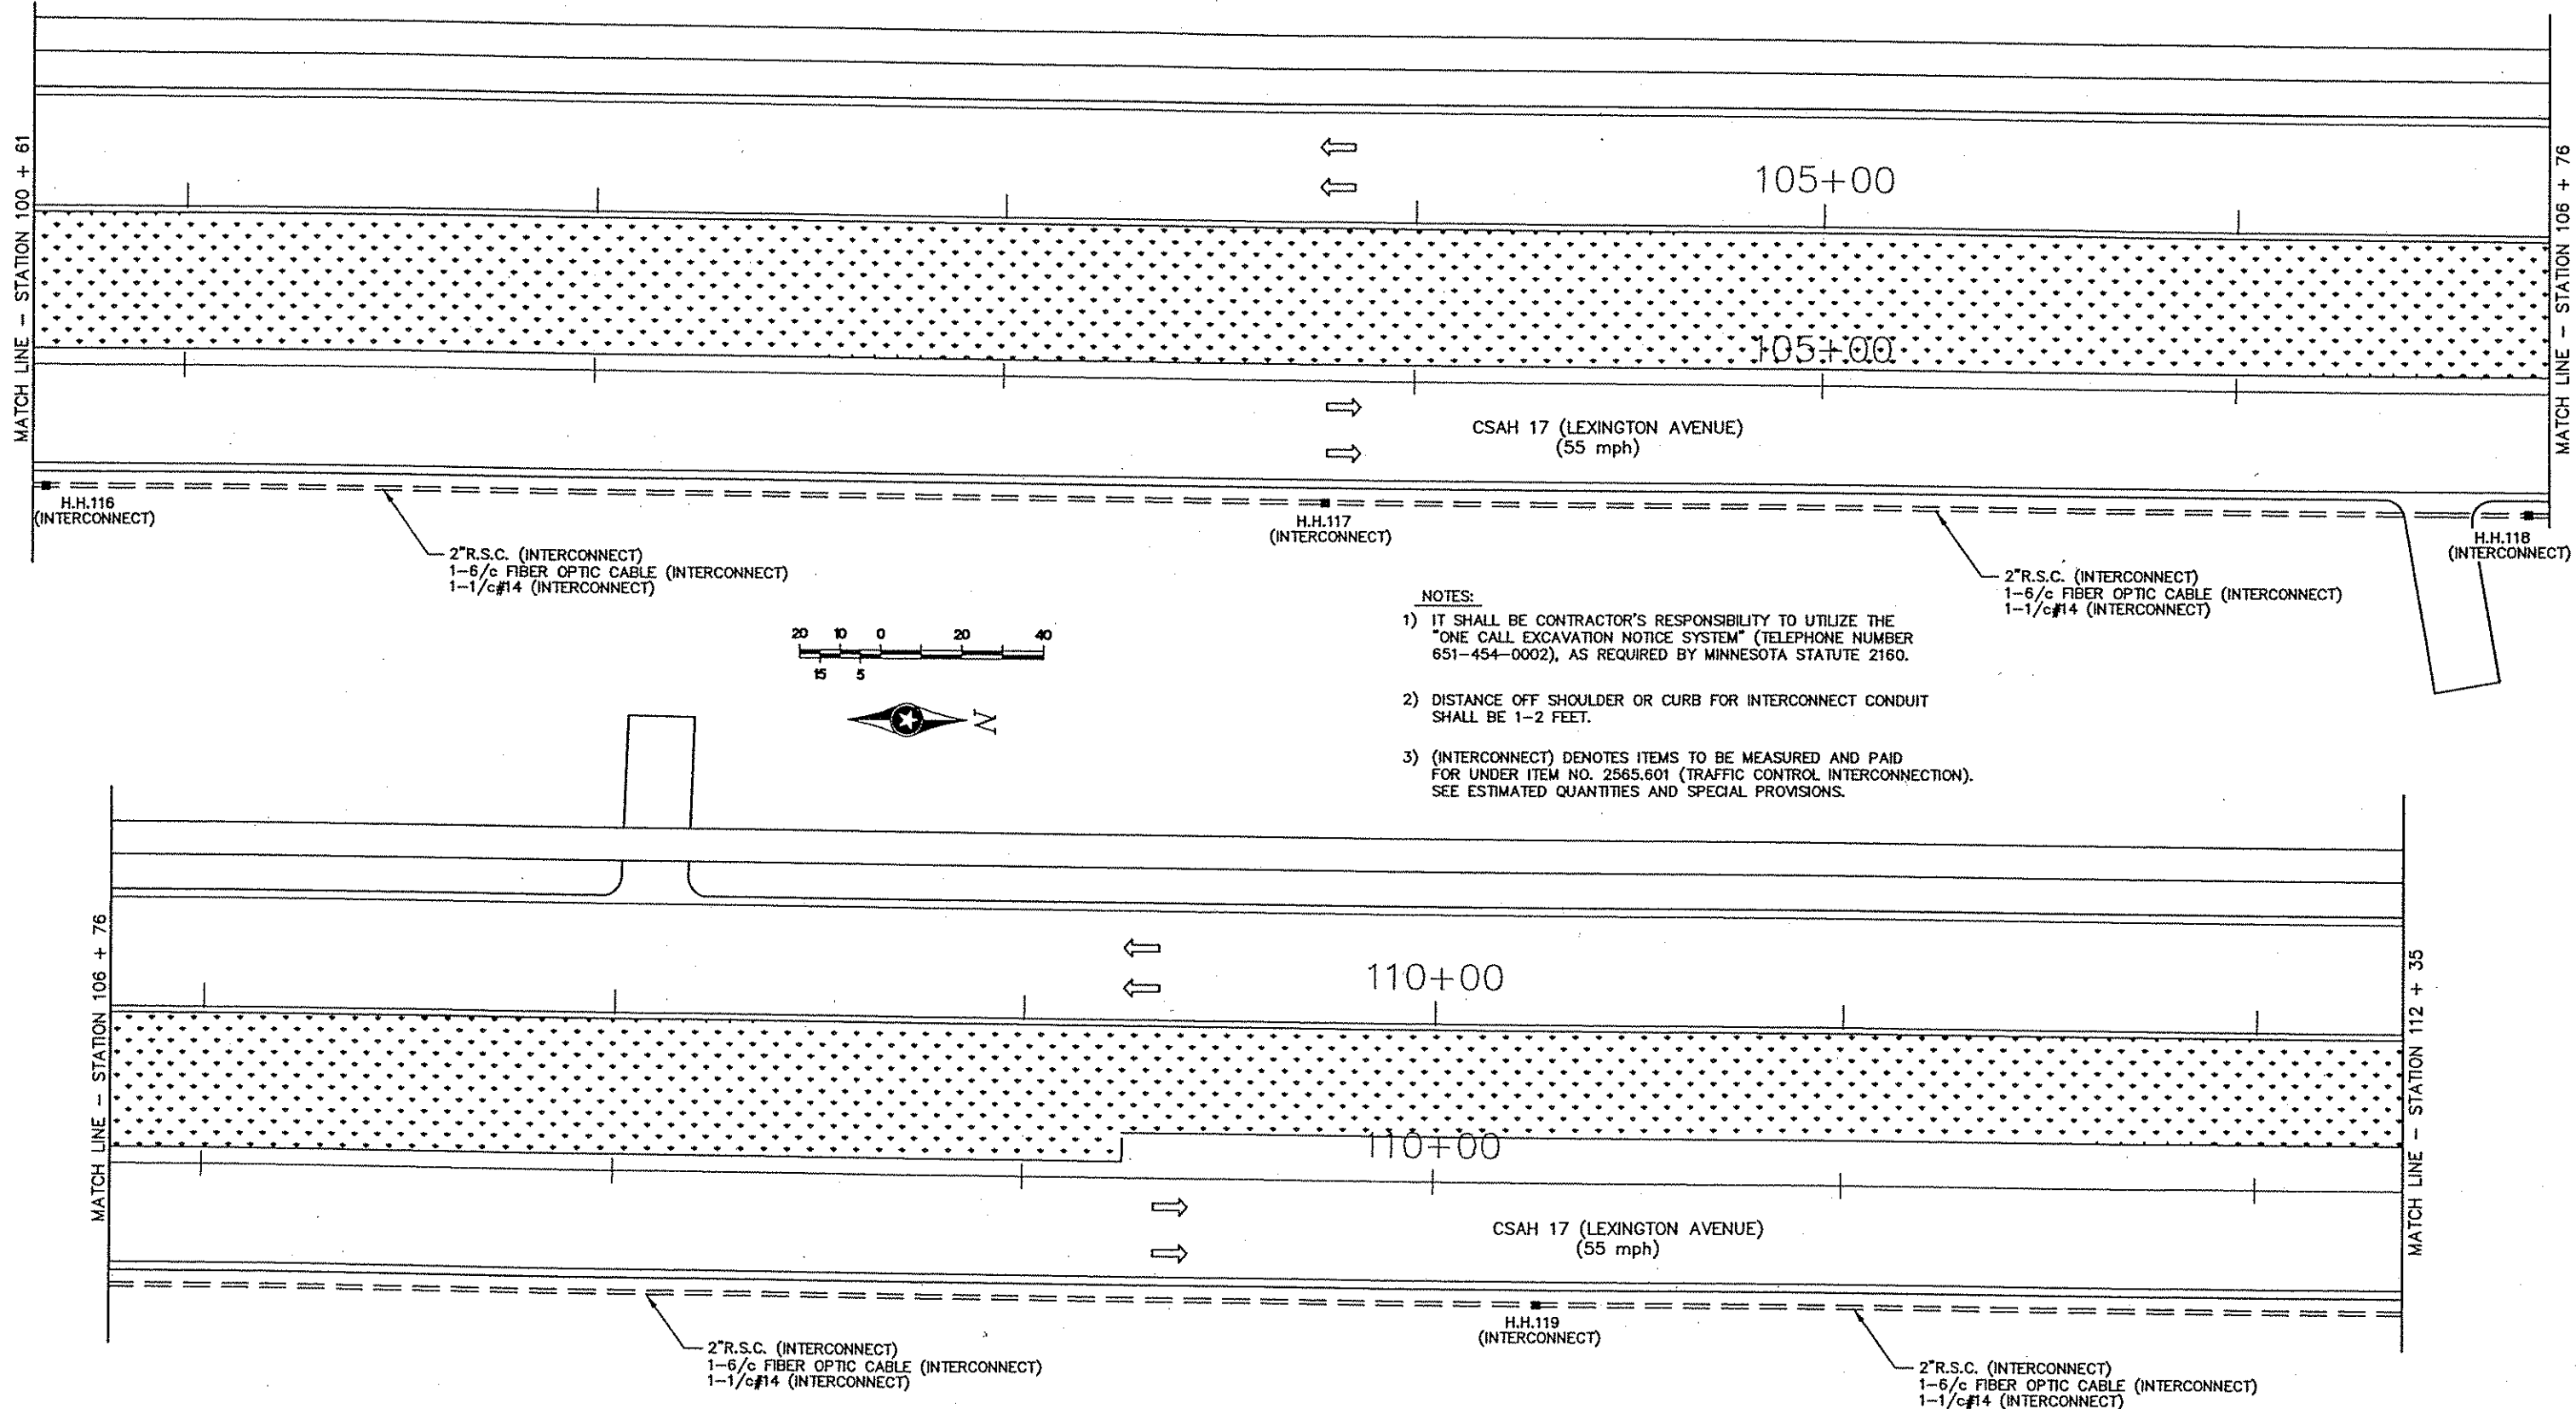 MATCH LINE – STATION 100 + 61
105+00
105+00
CSAH 17 (LEXINGTON AVENUE)
(55 mph)
MATCH LINE – STATION 106 + 76
H.H.116
(INTERCONNECT)
2"R.S.C. (INTERCONNECT)
1–6/c FIBER OPTIC CABLE (INTERCONNECT)
1–1/c#14 (INTERCONNECT)
H.H.117
(INTERCONNECT)
2"R.S.C. (INTERCONNECT)
1–6/c FIBER OPTIC CABLE (INTERCONNECT)
1–1/c#14 (INTERCONNECT)
H.H.118
(INTERCONNECT)
20 10 0 20 40
15 5
N
NOTES:
1) IT SHALL BE CONTRACTOR'S RESPONSIBILITY TO UTILIZE THE
"ONE CALL EXCAVATION NOTICE SYSTEM" (TELEPHONE NUMBER
651–454–0002), AS REQUIRED BY MINNESOTA STATUTE 2160.
2) DISTANCE OFF SHOULDER OR CURB FOR INTERCONNECT CONDUIT
SHALL BE 1–2 FEET.
3) (INTERCONNECT) DENOTES ITEMS TO BE MEASURED AND PAID
FOR UNDER ITEM NO. 2565.601 (TRAFFIC CONTROL INTERCONNECTION).
SEE ESTIMATED QUANTITIES AND SPECIAL PROVISIONS.
MATCH LINE – STATION 106 + 76
110+00
110+00
CSAH 17 (LEXINGTON AVENUE)
(55 mph)
MATCH LINE – STATION 112 + 35
2"R.S.C. (INTERCONNECT)
1–6/c FIBER OPTIC CABLE (INTERCONNECT)
1–1/c#14 (INTERCONNECT)
H.H.119
(INTERCONNECT)
2"R.S.C. (INTERCONNECT)
1–6/c FIBER OPTIC CABLE (INTERCONNECT)
1–1/c#14 (INTERCONNECT)